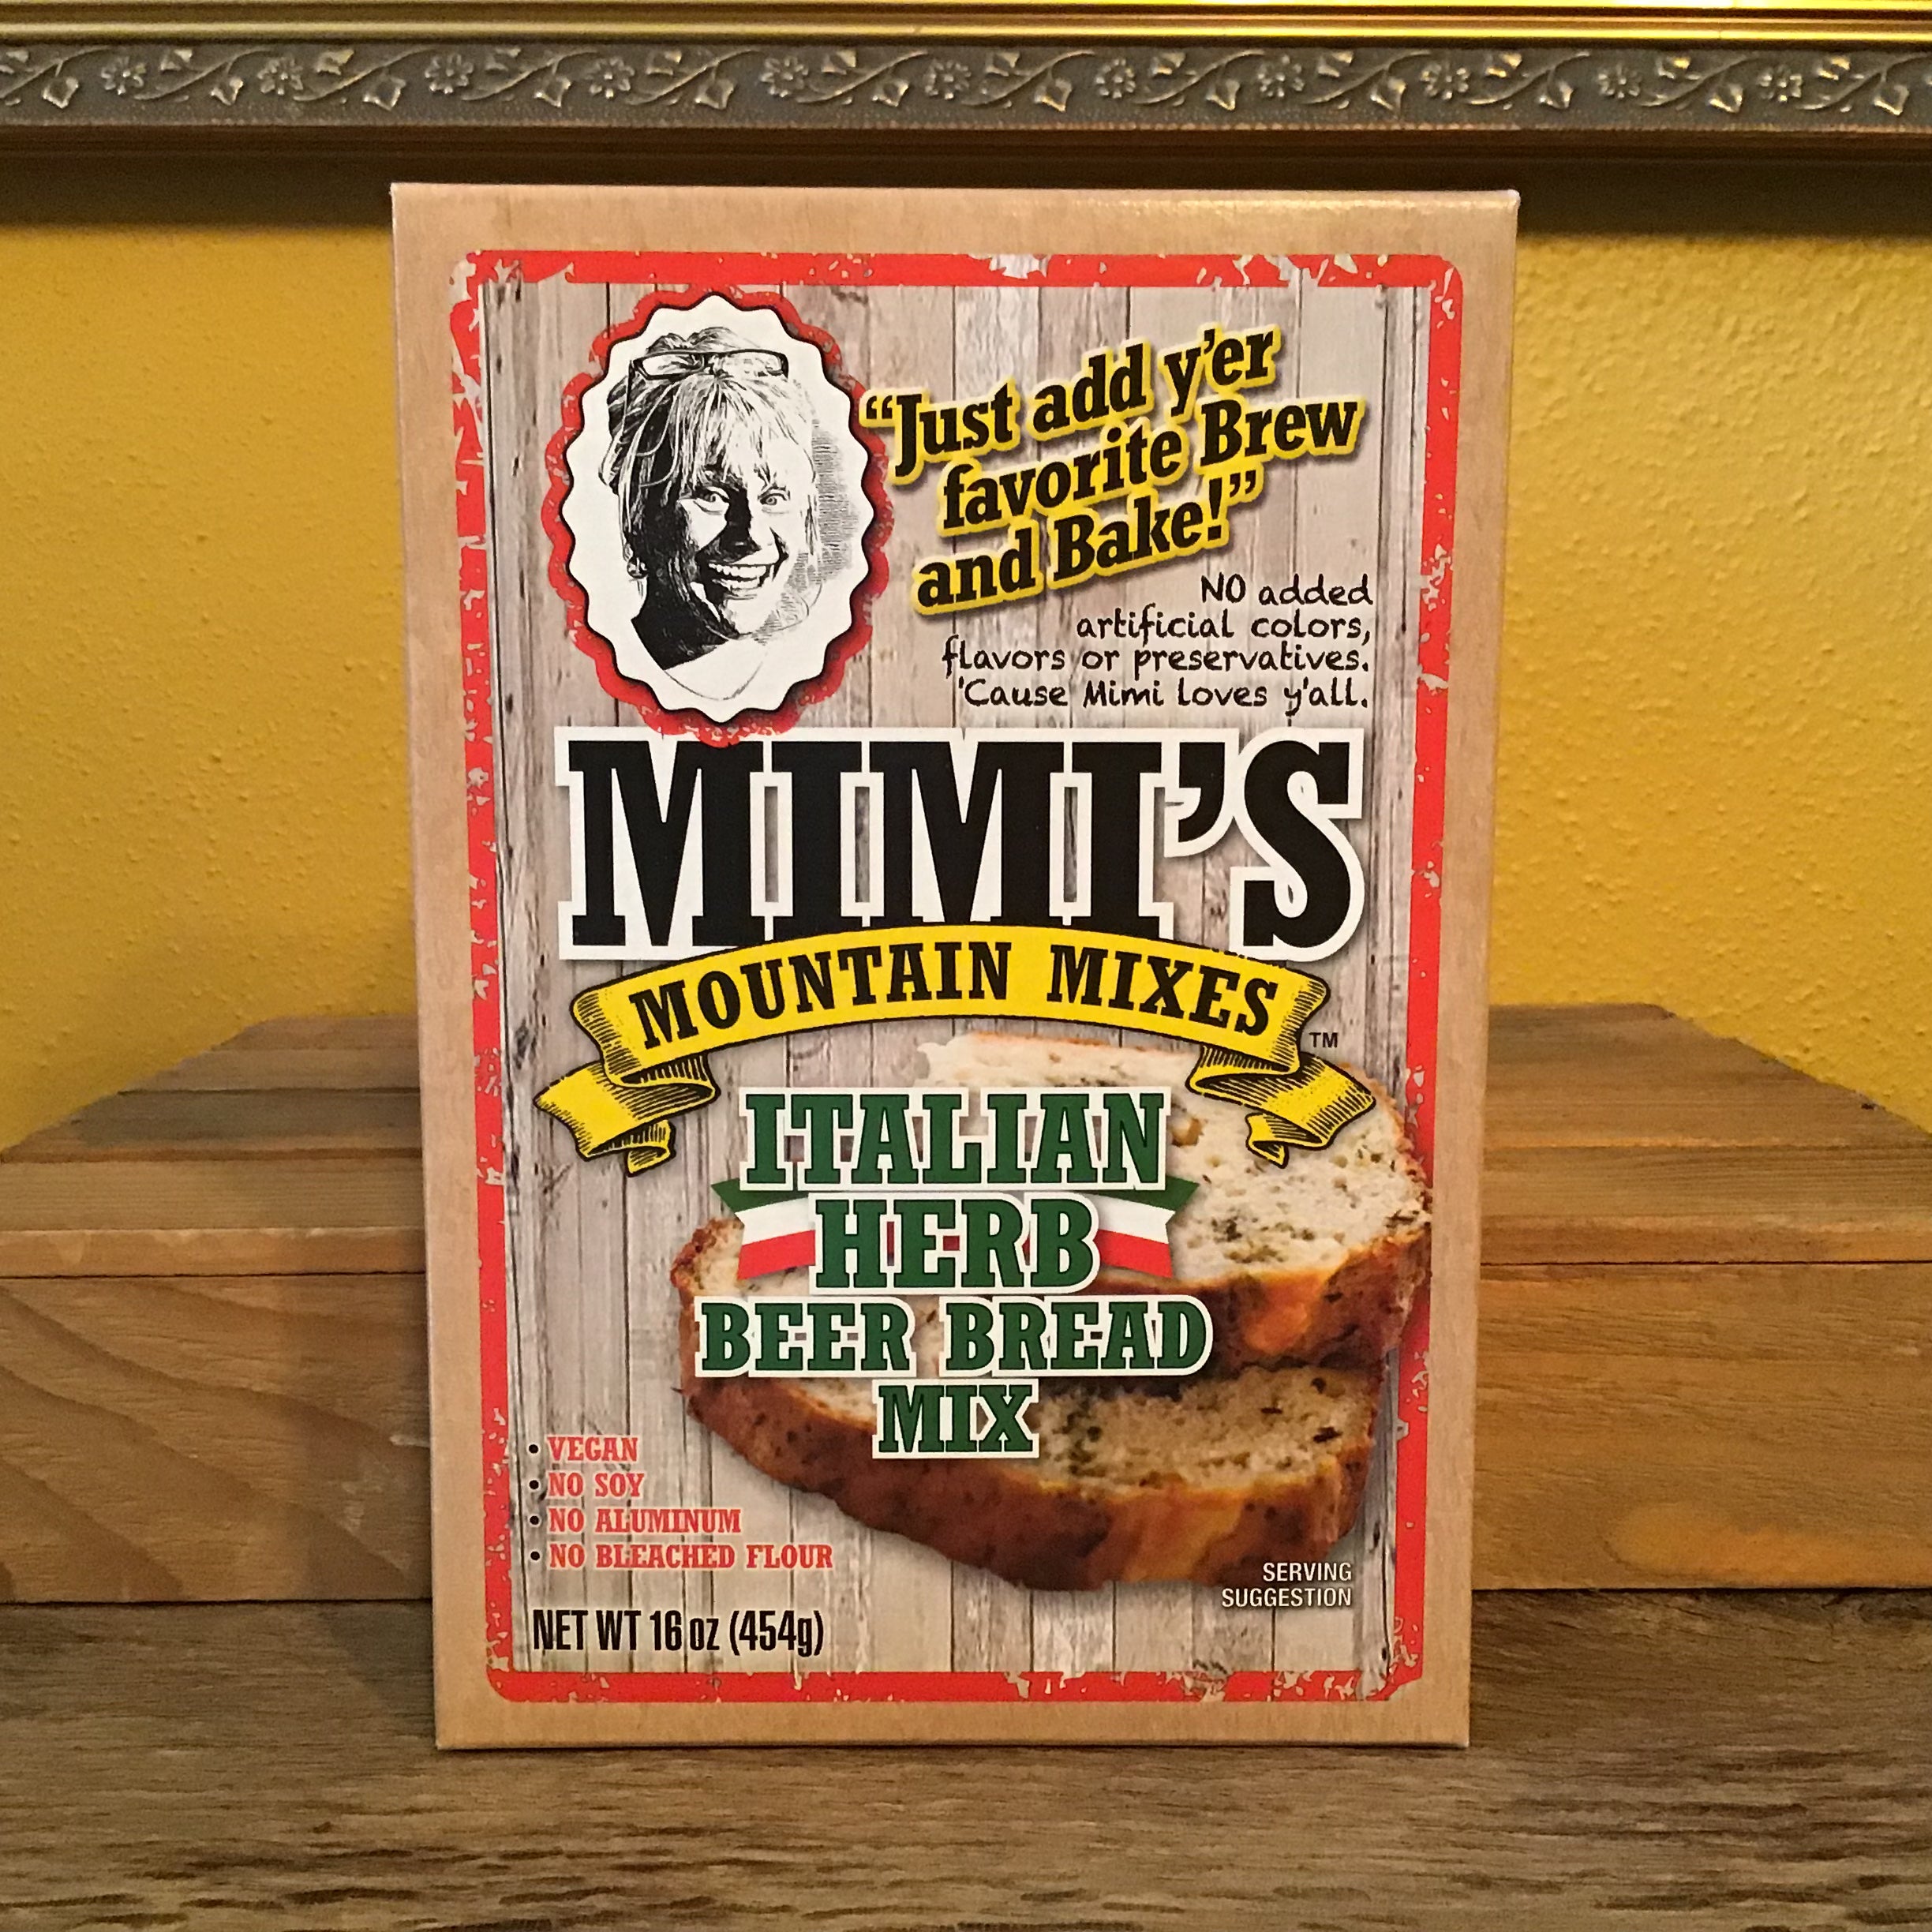 “Just add y’er
favorite Brew
and Bake!”
NO added
artificial colors,
flavors or preservatives.
'Cause Mimi loves y'all.
MIMI’S
MOUNTAIN MIXES
TM
ITALIAN
HERB
BEER BREAD
MIX
• VEGAN
• NO SOY
• NO ALUMINUM
• NO BLEACHED FLOUR
SERVING
SUGGESTION
NET WT 16 oz (454g)